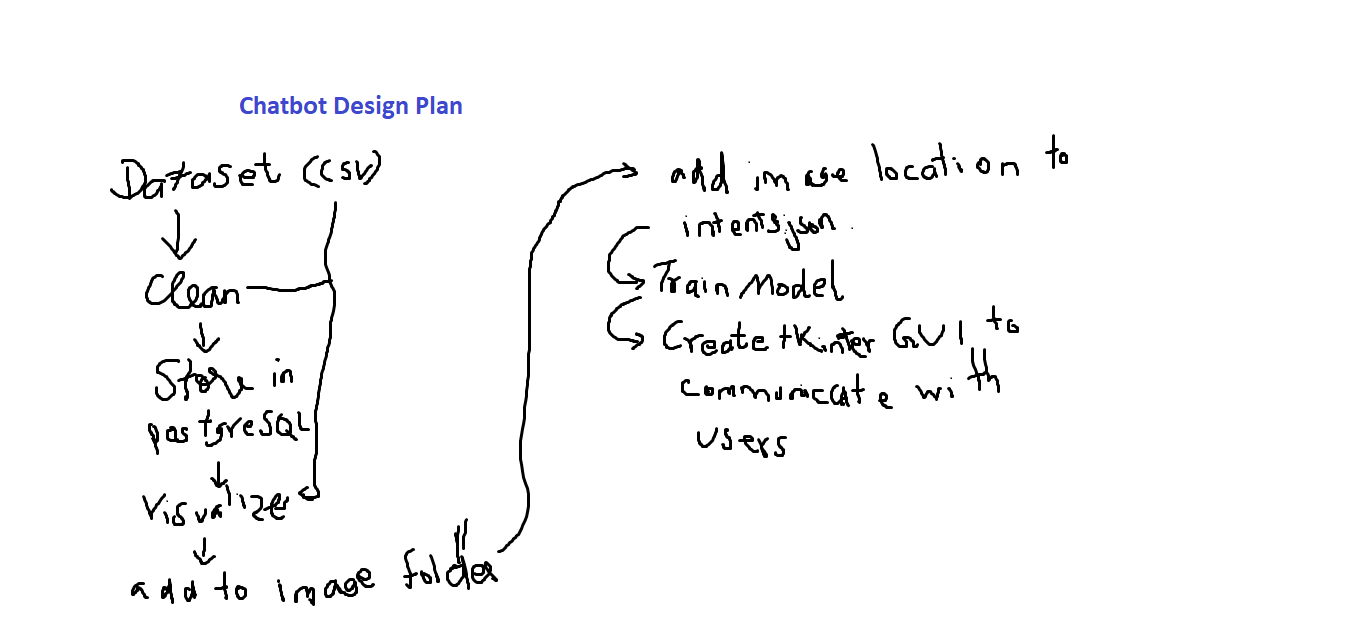 Chatbot Design Plan
Dataset (CSV)
Clean
Store in
postgreSQL
Visualizer
add to image folder
add image location to
intents.json
Train Model
Create tkinter GUI to
communicate with
users